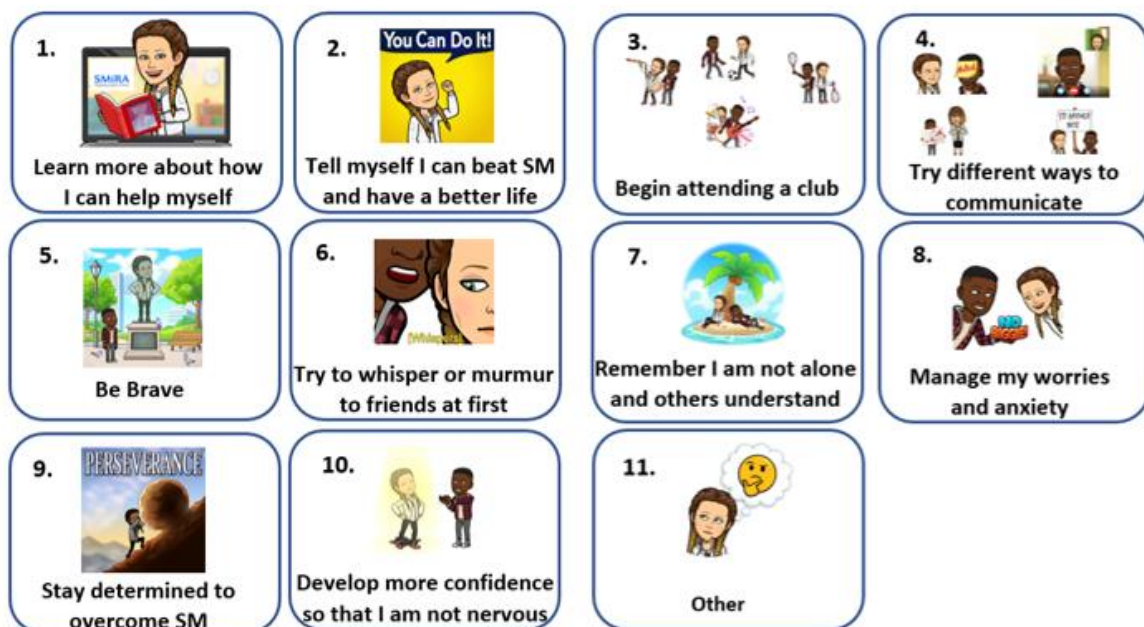 1.
SMiRA
Learn more about how
I can help myself
2.
You Can Do It!
Tell myself I can beat SM
and have a better life
3.
Begin attending a club
4.
Try different ways to
communicate
5.
Be Brave
6.
[Whispers]
Try to whisper or murmur
to friends at first
7.
Remember I am not alone
and others understand
8.
NO
BIGGIE!
Manage my worries
and anxiety
9.
PERSEVERANCE
Stay determined to
overcome SM
10.
Develop more confidence
so that I am not nervous
11.
Other